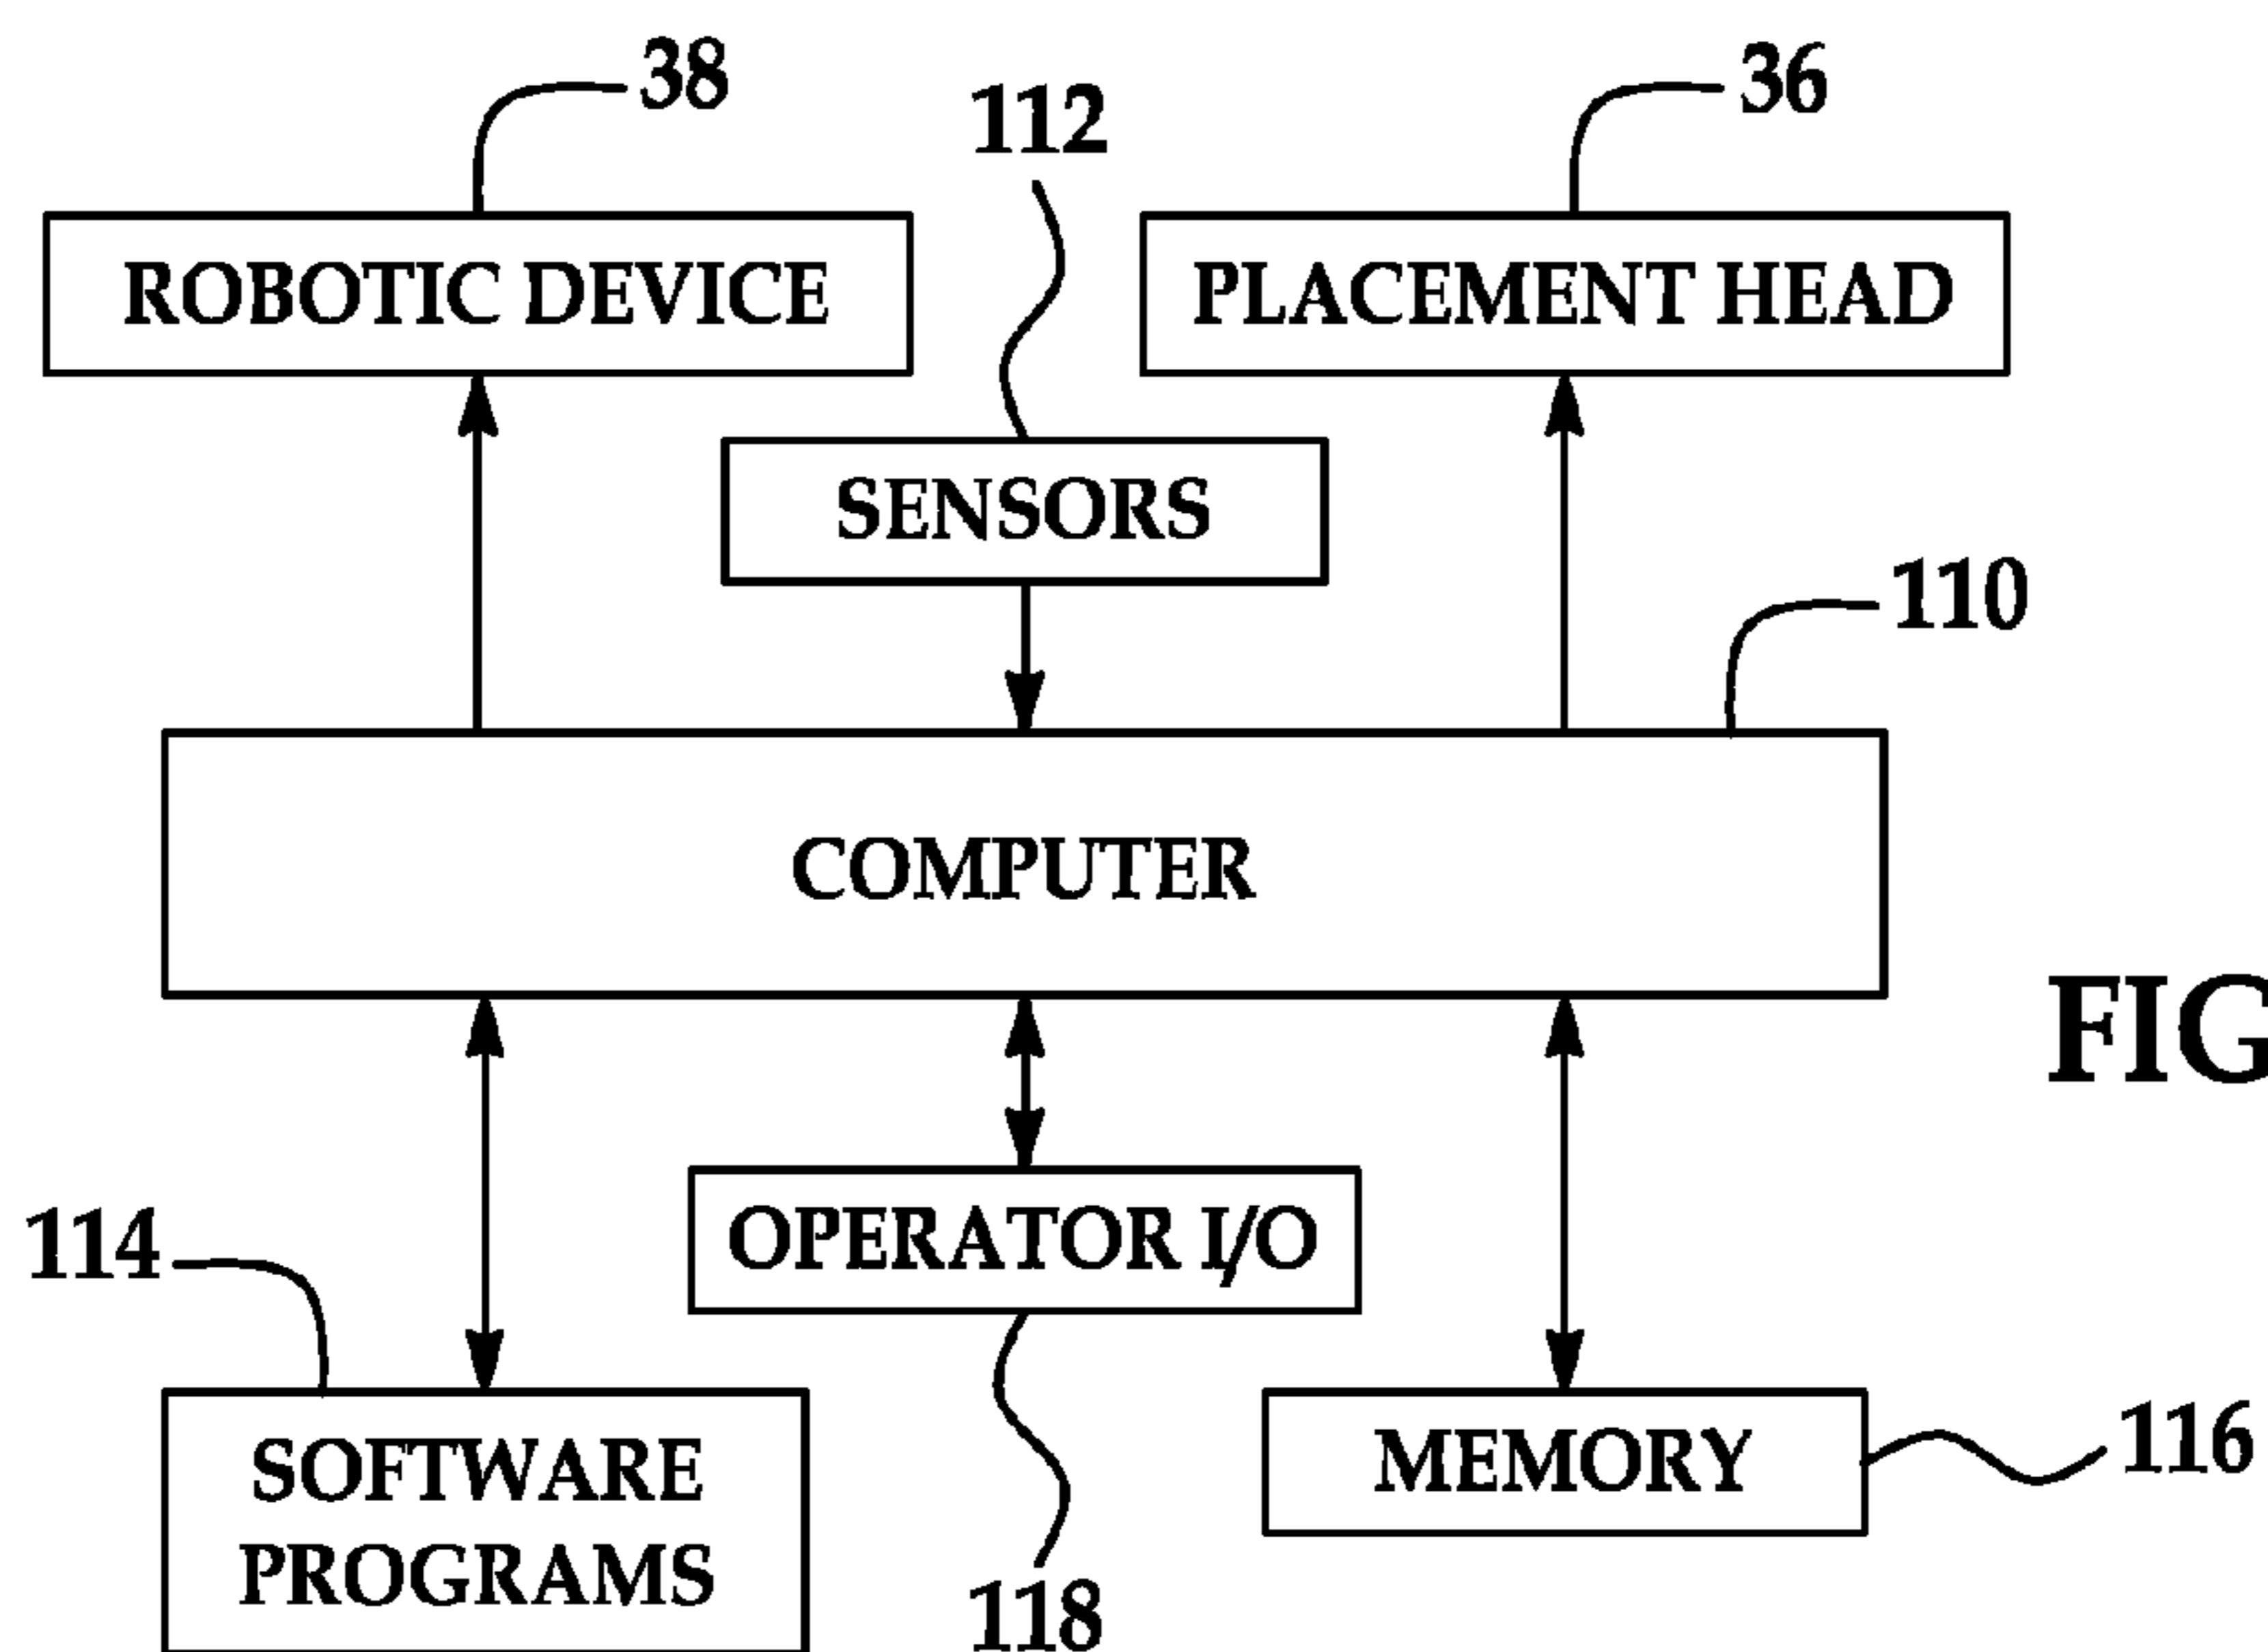 38
36
112
ROBOTIC DEVICE
PLACEMENT HEAD
SENSORS
110
COMPUTER
FIG
114
OPERATOR I/O
SOFTWARE
PROGRAMS
MEMORY
116
118